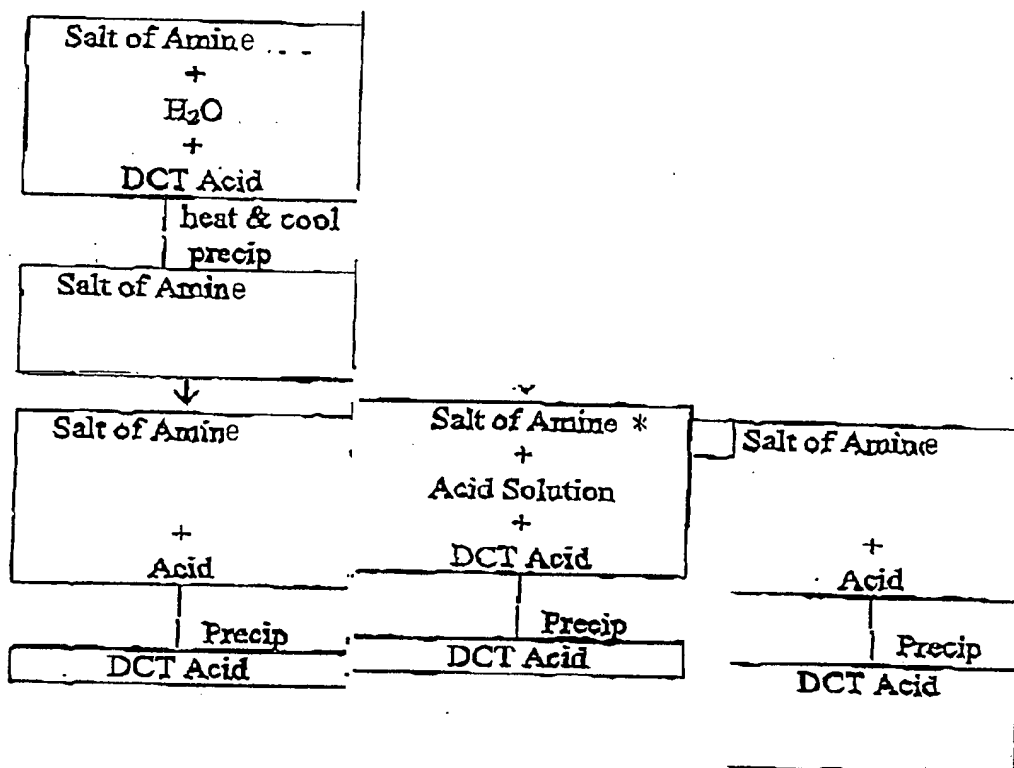 Salt of Amine
+
H₂O
+
DCT Acid
heat & cool
precip
Salt of Amine
Salt of Amine
+
Acid
Precip
DCT Acid
Salt of Amine *
+
Acid Solution
+
DCT Acid
Precip
DCT Acid
Salt of Amine
+
Acid
Precip
DCT Acid